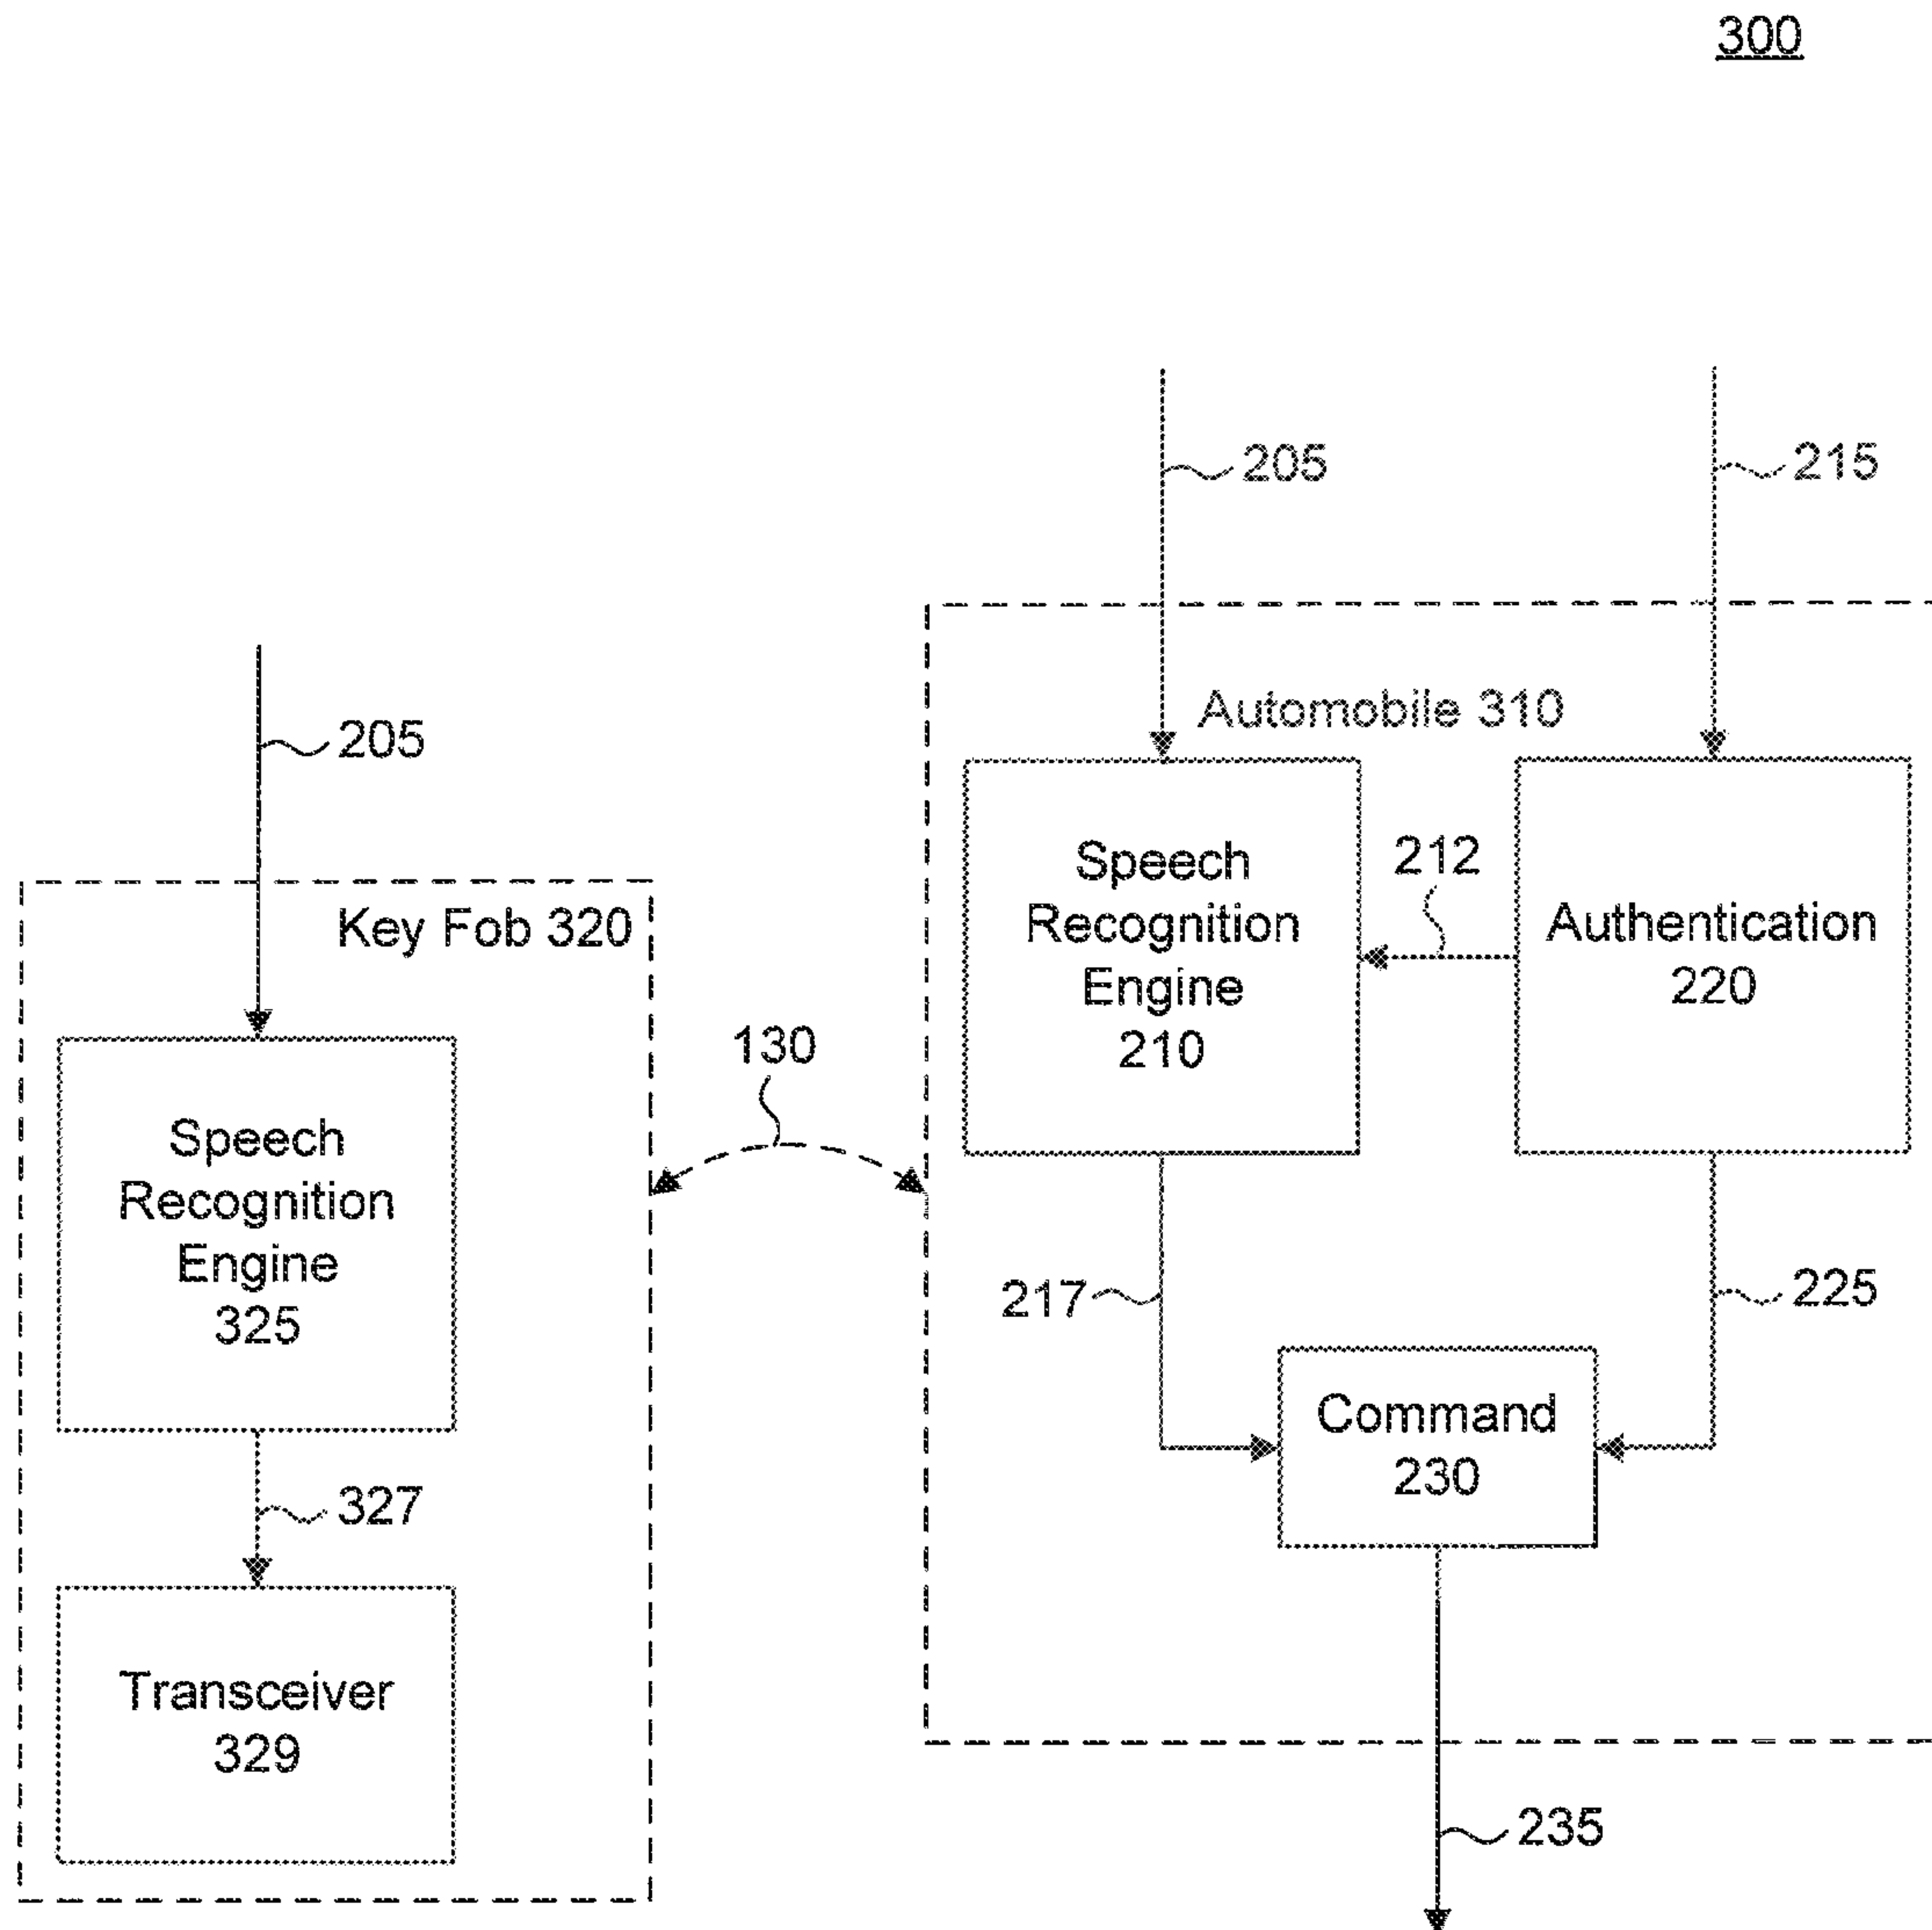 300
205
215
205
Automobile 310
Key Fob 320
Speech
Recognition
Engine
210
212
Authentication
220
130
Speech
Recognition
Engine
325
217
225
Command
230
327
Transceiver
329
235